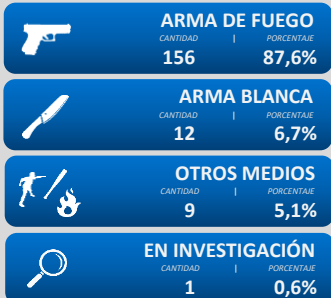 ARMA DE FUEGO
CANTIDAD | PORCENTAJE
156 87,6%
ARMA BLANCA
CANTIDAD | PORCENTAJE
12 6,7%
OTROS MEDIOS
CANTIDAD | PORCENTAJE
9 5,1%
EN INVESTIGACIÓN
CANTIDAD | PORCENTAJE
1 0,6%